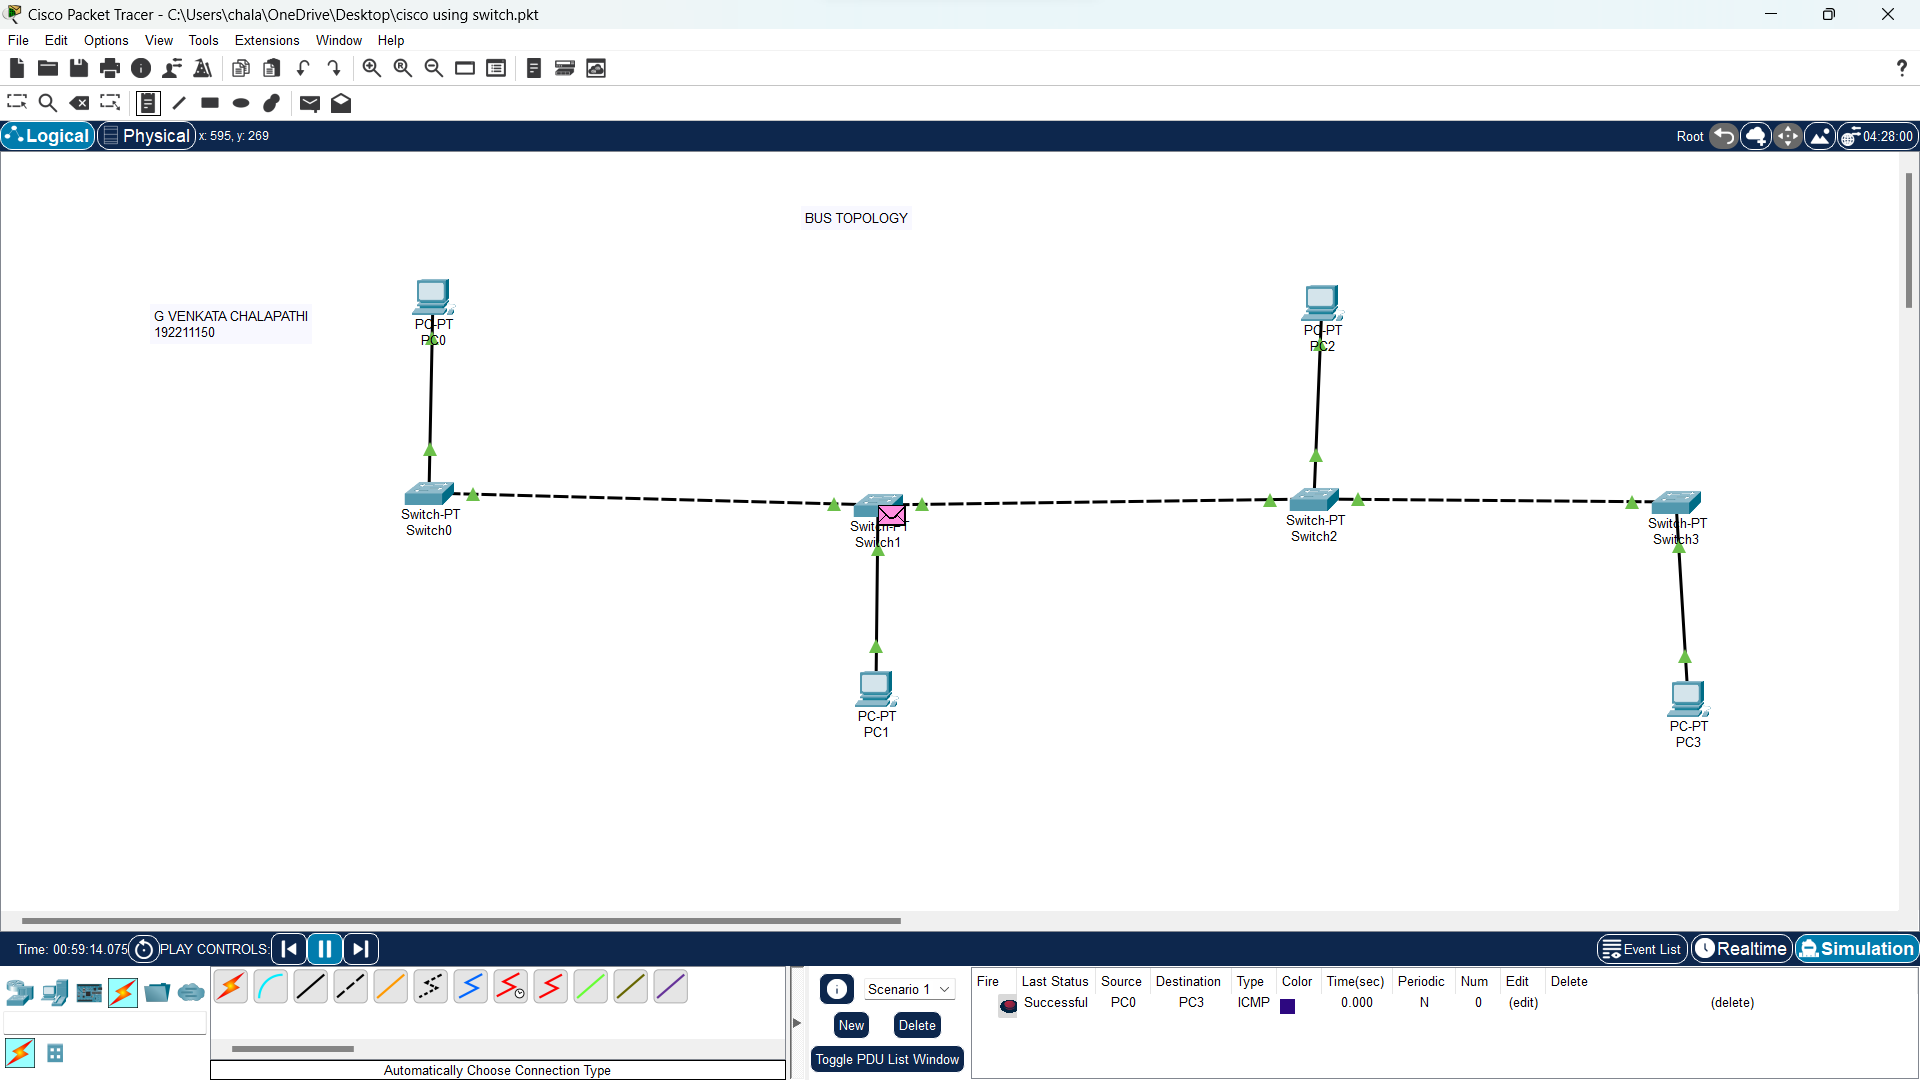 Cisco Packet Tracer - C:\Users\chala\OneDrive\Desktop\cisco using switch.pkt
File Edit Options View Tools Extensions Window Help
?
Logical Physical x: 595, y: 269 Root 04:28:00
BUS TOPOLOGY
G VENKATA CHALAPATHI
192211150
PC-PT
PC0
PC-PT
PC2
Switch-PT
Switch0
Switch-PT
Switch1
Switch-PT
Switch2
Switch-PT
Switch3
PC-PT
PC1
PC-PT
PC3
Time: 00:59:14.075 PLAY CONTROLS: Event List Realtime Simulation
Scenario 1
New Delete
Toggle PDU List Window
Fire Last Status Source Destination Type Color Time(sec) Periodic Num Edit Delete
Successful PC0 PC3 ICMP 0.000 N 0 (edit) (delete)
Automatically Choose Connection Type